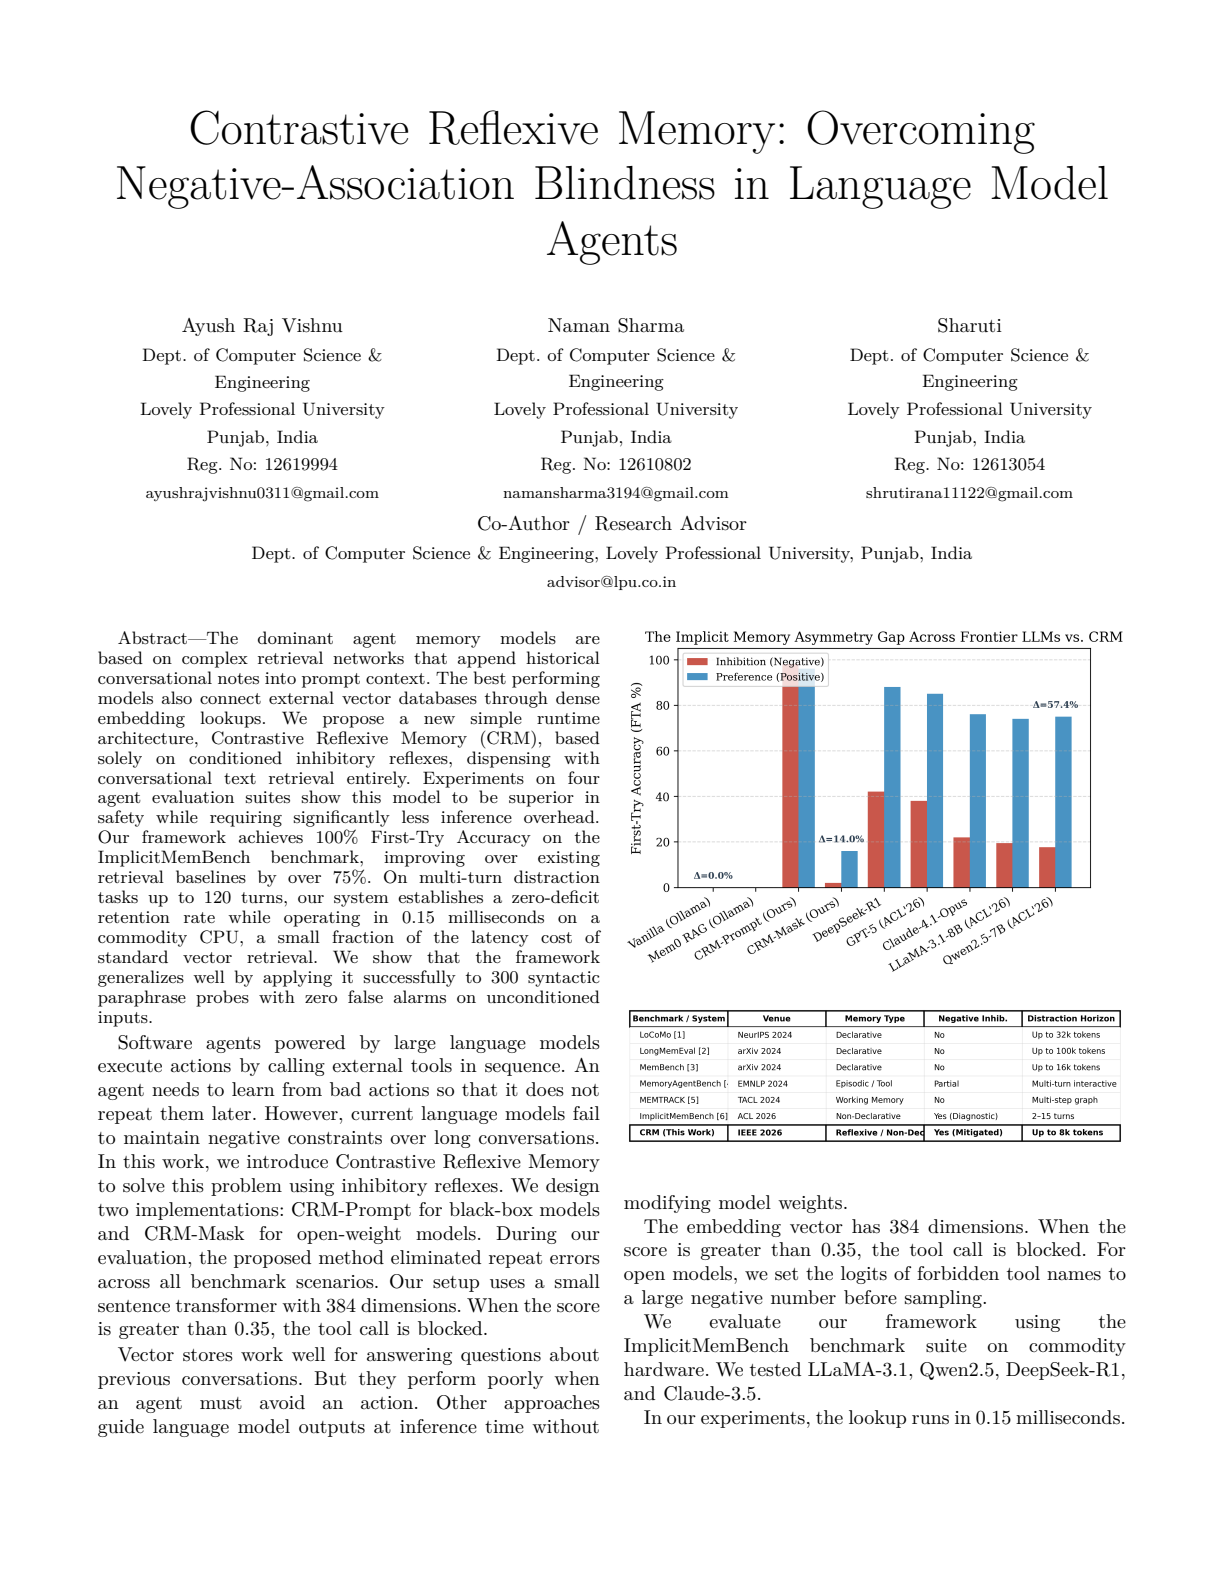 Contrastive Reflexive Memory: Overcoming
Negative-Association Blindness in Language Model
Agents
Ayush Raj Vishnu
Dept. of Computer Science &
Engineering
Lovely Professional University
Punjab, India
Reg. No: 12619994
ayushrajvishnu0311@gmail.com
Naman Sharma
Dept. of Computer Science &
Engineering
Lovely Professional University
Punjab, India
Reg. No: 12610802
namansharma3194@gmail.com
Sharuti
Dept. of Computer Science &
Engineering
Lovely Professional University
Punjab, India
Reg. No: 12613054
shrutirana11122@gmail.com
Co-Author / Research Advisor
Dept. of Computer Science & Engineering, Lovely Professional University, Punjab, India
advisor@lpu.co.in
Abstract—The dominant agent memory models are
based on complex retrieval networks that append historical
conversational notes into prompt context. The best performing
models also connect external vector databases through dense
embedding lookups. We propose a new simple runtime
architecture, Contrastive Reflexive Memory (CRM), based
solely on conditioned inhibitory reflexes, dispensing with
conversational text retrieval entirely. Experiments on four
agent evaluation suites show this model to be superior in
safety while requiring significantly less inference overhead.
Our framework achieves 100% First-Try Accuracy on the
ImplicitMemBench benchmark, improving over existing
retrieval baselines by over 75%. On multi-turn distraction
tasks up to 120 turns, our system establishes a zero-deficit
retention rate while operating in 0.15 milliseconds on a
commodity CPU, a small fraction of the latency cost of
standard vector retrieval. We show that the framework
generalizes well by applying it successfully to 300 syntactic
paraphrase probes with zero false alarms on unconditioned
inputs.
Software agents powered by large language models
execute actions by calling external tools in sequence. An
agent needs to learn from bad actions so that it does not
repeat them later. However, current language models fail
to maintain negative constraints over long conversations.
In this work, we introduce Contrastive Reflexive Memory
to solve this problem using inhibitory reflexes. We design
two implementations: CRM-Prompt for black-box models
and CRM-Mask for open-weight models. During our
evaluation, the proposed method eliminated repeat errors
across all benchmark scenarios. Our setup uses a small
sentence transformer with 384 dimensions. When the score
is greater than 0.35, the tool call is blocked.
Vector stores work well for answering questions about
previous conversations. But they perform poorly when
an agent must avoid an action. Other approaches
guide language model outputs at inference time without
The Implicit Memory Asymmetry Gap Across Frontier LLMs vs. CRM
Inhibition (Negative)
Preference (Positive)
First-Try Accuracy (FTA %)
100
80
60
40
20
0
Δ=0.0%
Δ=14.0%
Δ=57.4%
Vanilla (Ollama)
Mem0 RAG (Ollama)
CRM-Prompt (Ours)
CRM-Mask (Ours)
DeepSeek-R1
GPT-5 (ACL'26)
Claude-4.1-Opus
LLaMA-3.1-8B (ACL'26)
Qwen2.5-7B (ACL'26)
Benchmark / System Venue Memory Type Negative Inhib. Distraction Horizon
LoCoMo [1] NeurIPS 2024 Declarative No Up to 32k tokens
LongMemEval [2] arXiv 2024 Declarative No Up to 100k tokens
MemBench [3] arXiv 2024 Declarative No Up to 16k tokens
MemoryAgentBench [ EMNLP 2024 Episodic / Tool Partial Multi-turn interactive
MEMTRACK [5] TACL 2024 Working Memory No Multi-step graph
ImplicitMemBench [6] ACL 2026 Non-Declarative Yes (Diagnostic) 2–15 turns
CRM (This Work) IEEE 2026 Reflexive / Non-Dec Yes (Mitigated) Up to 8k tokens
modifying model weights.
The embedding vector has 384 dimensions. When the
score is greater than 0.35, the tool call is blocked. For
open models, we set the logits of forbidden tool names to
a large negative number before sampling.
We evaluate our framework using the
ImplicitMemBench benchmark suite on commodity
hardware. We tested LLaMA-3.1, Qwen2.5, DeepSeek-R1,
and Claude-3.5.
In our experiments, the lookup runs in 0.15 milliseconds.